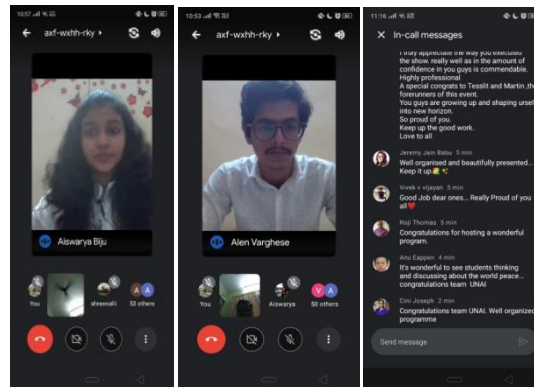 10:57
axf-wxhh-rky
Aiswarya Biju
You
shreevalli
A
A
53 others
10:53
axf-wxhh-rky
Alen Varghese
You
Aiswarya
V
A
50 others
11:16
In-call messages
I truly appreciate the way you executed
the show. really well as in the amount of
confidence in you guys is commendable.
Highly professional
A special congrats to Tesslit and Martin ,the
forerunners of this event.
You guys are growing up and shaping urself
into new horizon.
So proud of you.
Keep up the good work.
Love to all
Jeremy Jain Babu 5 min
Well organised and beautifully presented...
Keep it up
Vivek v vijayan 5 min
Good Job dear ones... Really Proud of you
all
Roji Thomas 5 min
Congratulations for hosting a wonderful
program.
Anu Eappen 4 min
It's wonderful to see students thinking
and discussing about the world peace...
congratulations team UNAI
Cini Joseph 2 min
Congratulations team UNAI. Well organized
programme
Send message